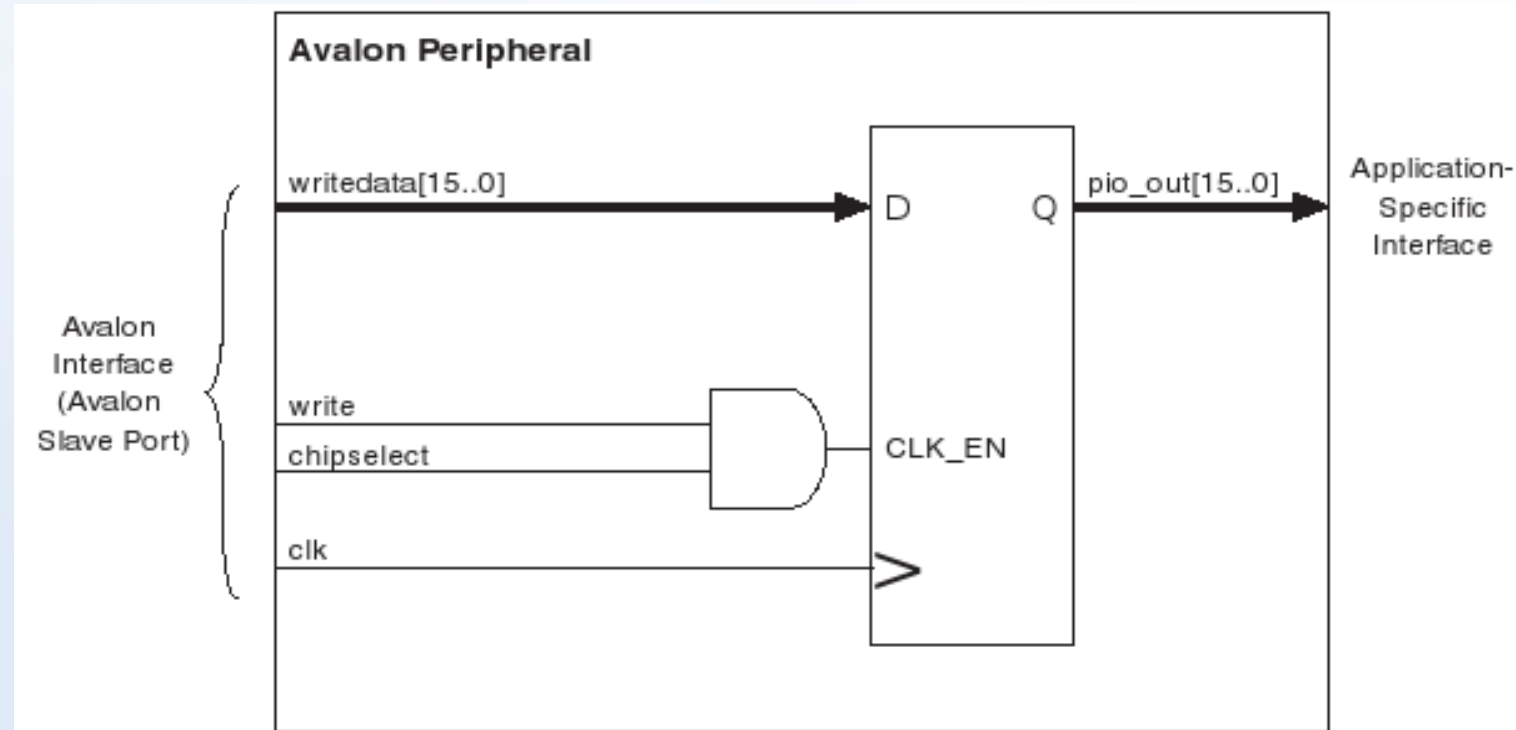 Avalon Peripheral
writedata[15..0]
D
Q
pio_out[15..0]
Application-
Specific
Interface
Avalon
Interface
(Avalon
Slave Port)
write
chipselect
CLK_EN
clk